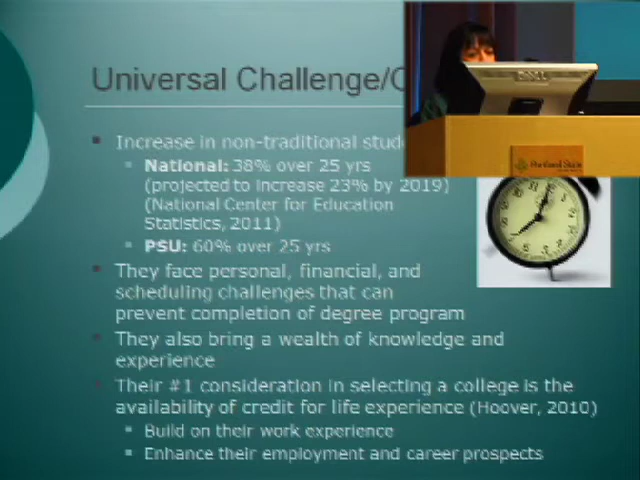 Universal Challenge/
Increase in non-traditional
National: 38% over 25 yrs
(projected to increase 23% by 2019)
(National Center for Education
Statistics, 2011)
PSU: 60% over 25 yrs
They face personal, financial, and
scheduling challenges that can
prevent completion of degree program
They also bring a wealth of knowledge and
experience
Their #1 consideration in selecting a college is the
availability of credit for life experience (Hoover, 2010)
Build on their work experience
Enhance their employment and career prospects
Portland State